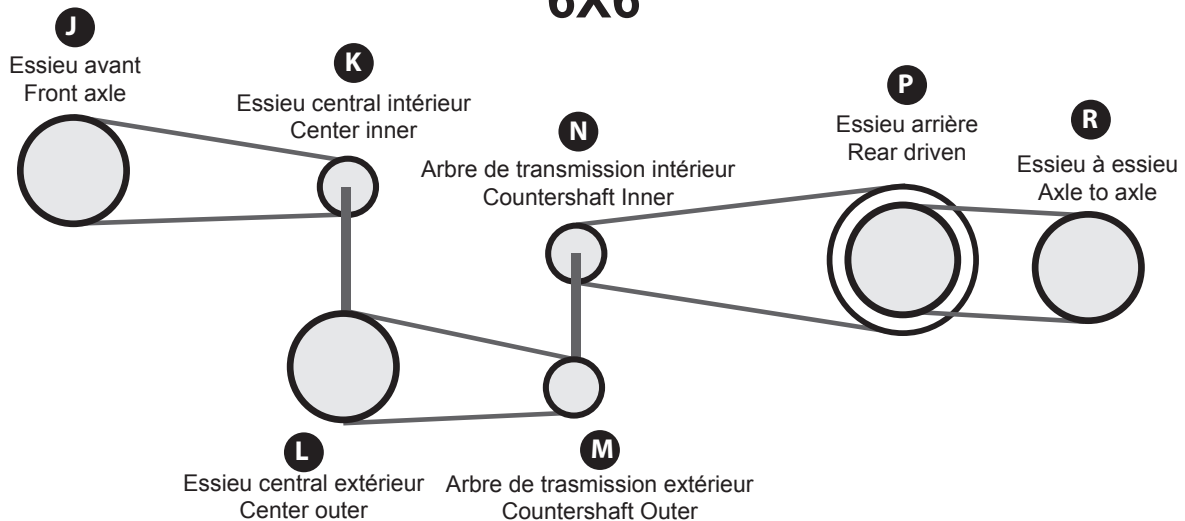 6X6
J
Essieu avant
Front axle
K
Essieu central intérieur
Center inner
N
Arbre de transmission intérieur
Countershaft Inner
P
Essieu arrière
Rear driven
R
Essieu à essieu
Axle to axle
L
Essieu central extérieur
Center outer
M
Arbre de trasmission extérieur
Countershaft Outer